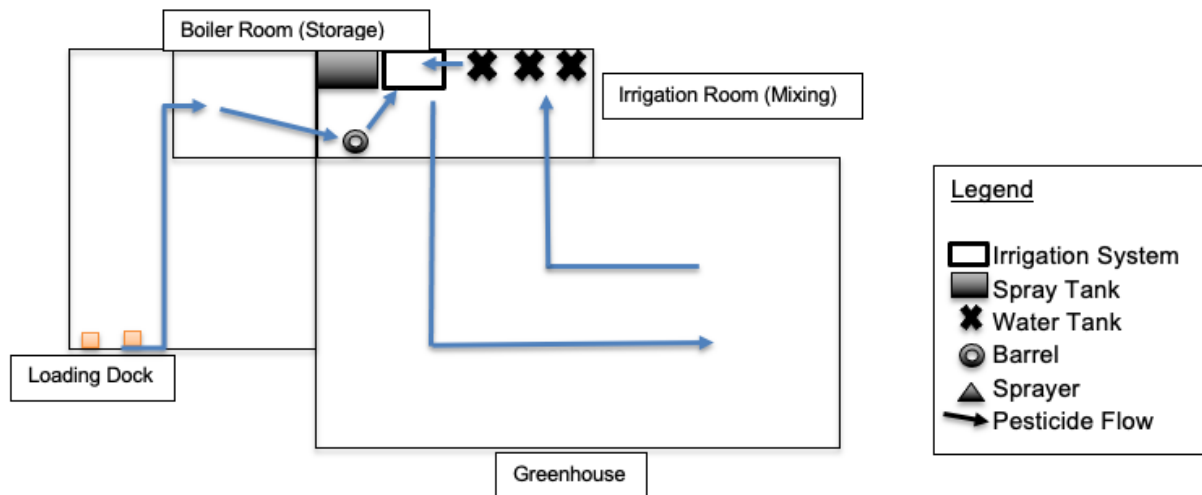 Boiler Room (Storage)
Irrigation Room (Mixing)
Loading Dock
Greenhouse
Legend
Irrigation System
Spray Tank
Water Tank
Barrel
Sprayer
Pesticide Flow